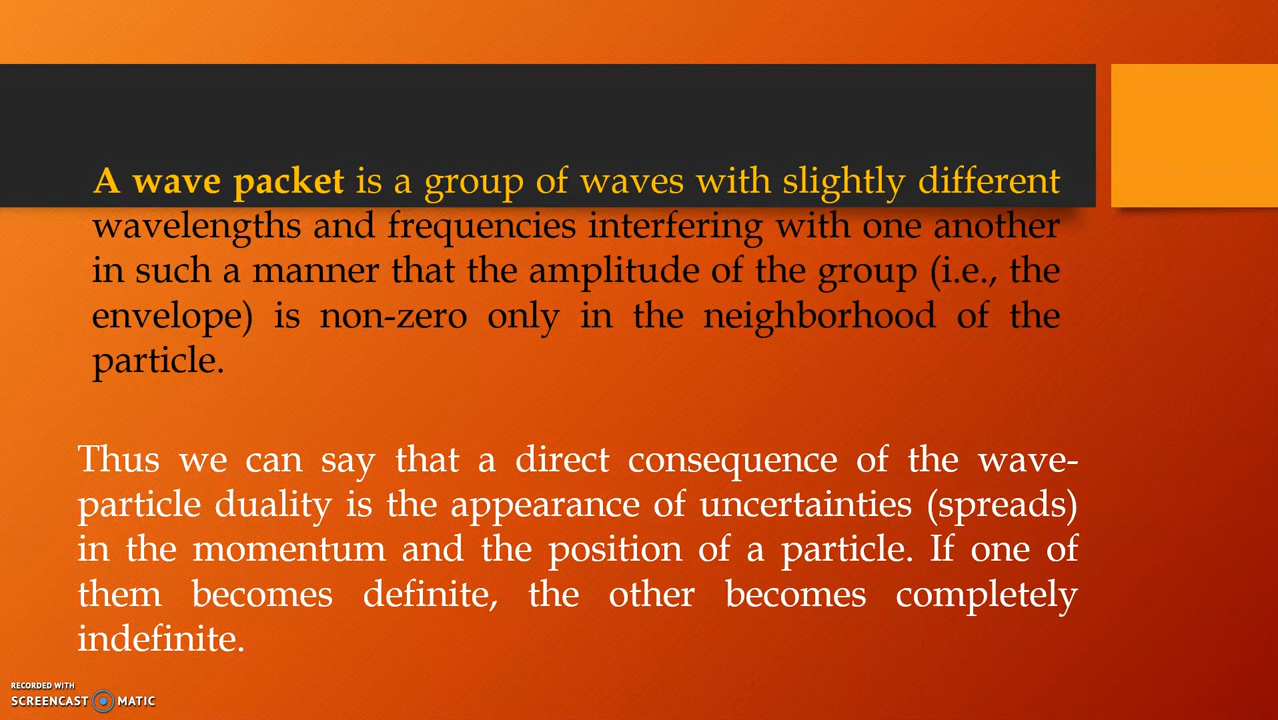 A wave packet is a group of waves with slightly different
wavelengths and frequencies interfering with one another
in such a manner that the amplitude of the group (i.e., the
envelope) is non-zero only in the neighborhood of the
particle.
Thus we can say that a direct consequence of the wave-
particle duality is the appearance of uncertainties (spreads)
in the momentum and the position of a particle. If one of
them becomes definite, the other becomes completely
indefinite.
RECORDED WITH
SCREENCAST MATIC